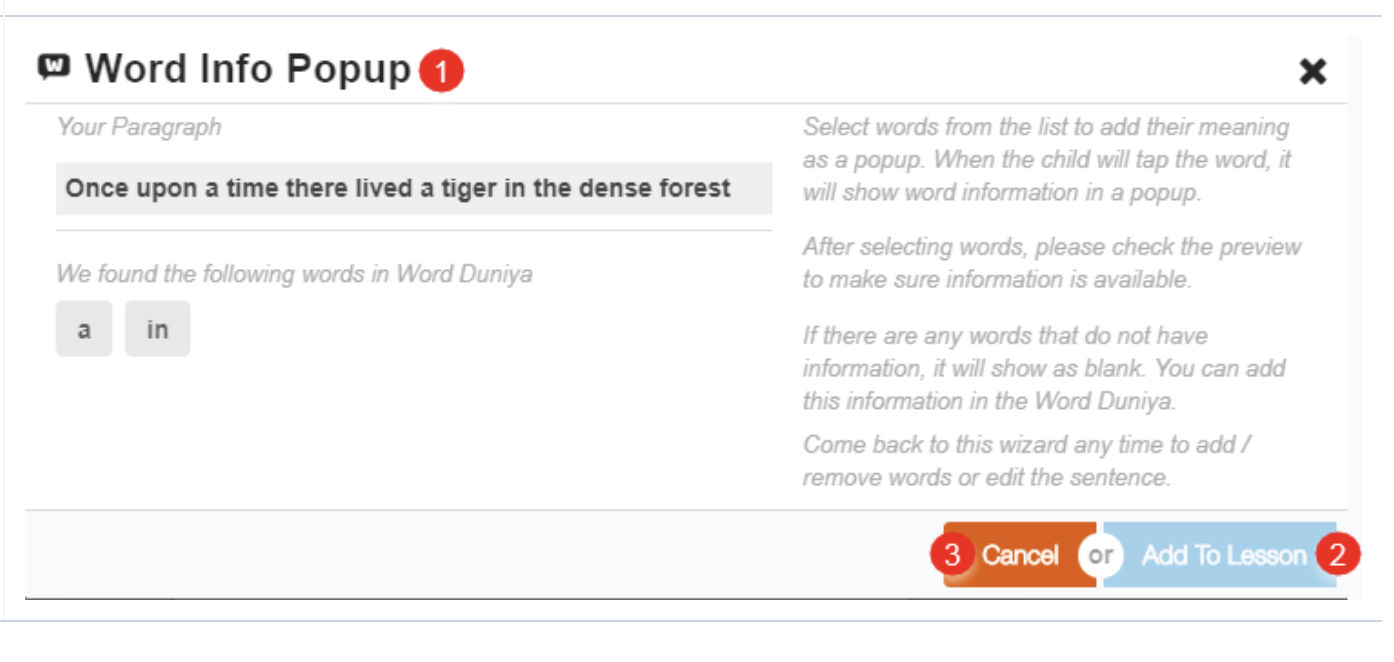 Word Info Popup 1
Your Paragraph
Once upon a time there lived a tiger in the dense forest
We found the following words in Word Duniya
a in
Select words from the list to add their meaning
as a popup. When the child will tap the word, it
will show word information in a popup.
After selecting words, please check the preview
to make sure information is available.
If there are any words that do not have
information, it will show as blank. You can add
this information in the Word Duniya.
Come back to this wizard any time to add /
remove words or edit the sentence.
3 Cancel or Add To Lesson 2